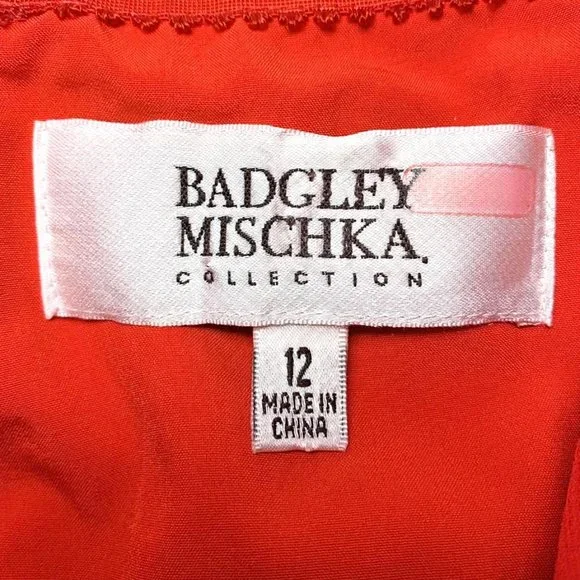 BADGLEY
MISCHKA.
COLLECTION
12
MADE IN
CHINA